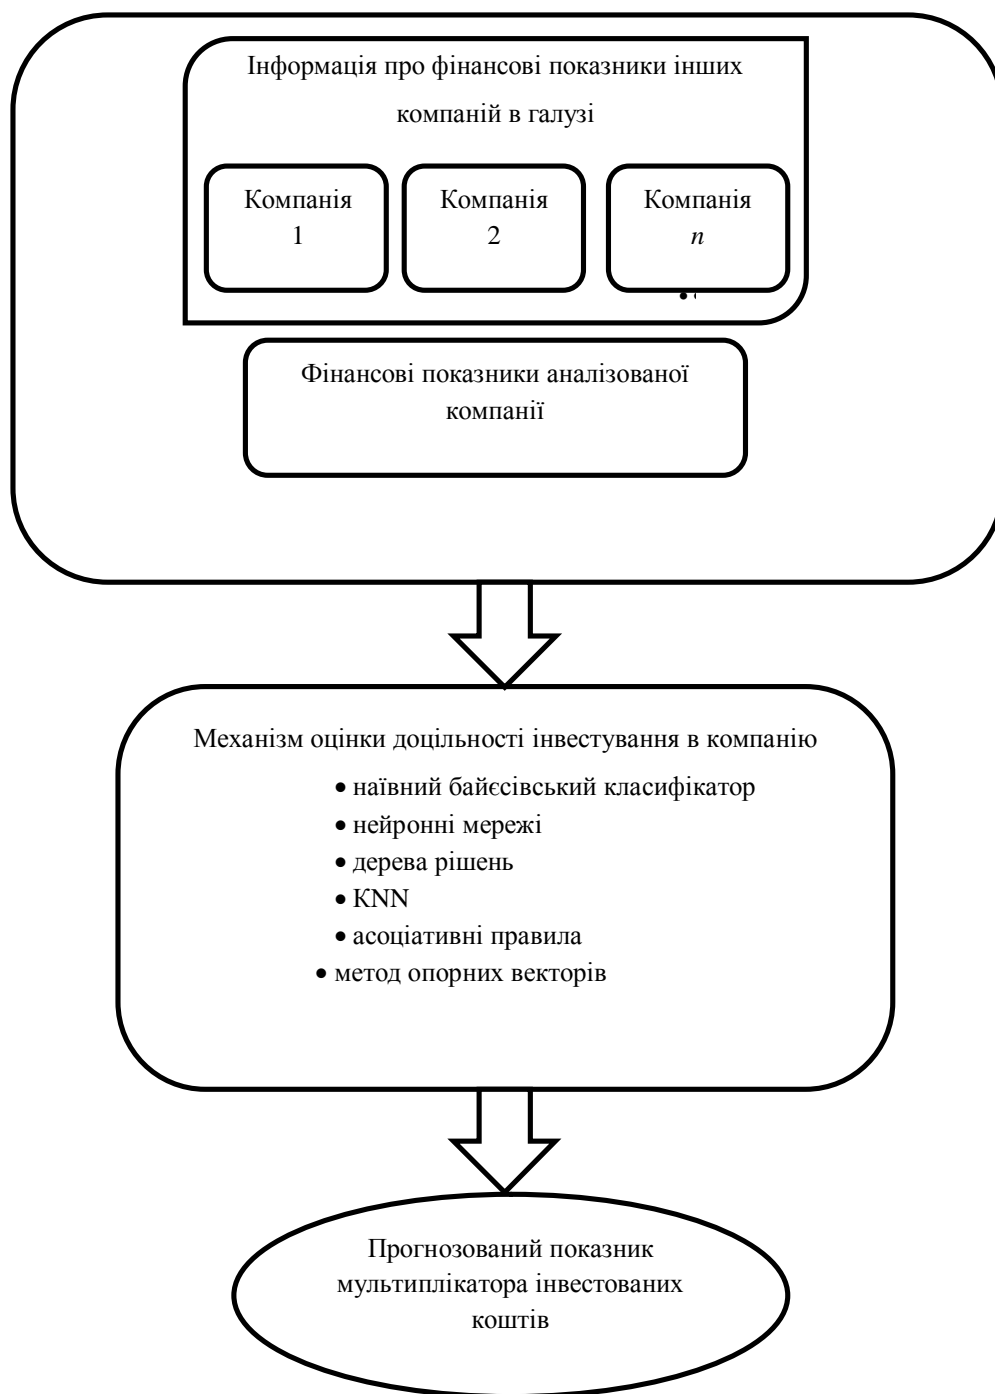 Інформація про фінансові показники інших
компаній в галузі
Компанія
1
Компанія
2
Компанія
n
Фінансові показники аналізованої
компанії
Механізм оцінки доцільності інвестування в компанію
• наївний байєсівський класифікатор
• нейронні мережі
• дерева рішень
• KNN
• асоціативні правила
• метод опорних векторів
Прогнозований показник
мультиплікатора інвестованих
коштів